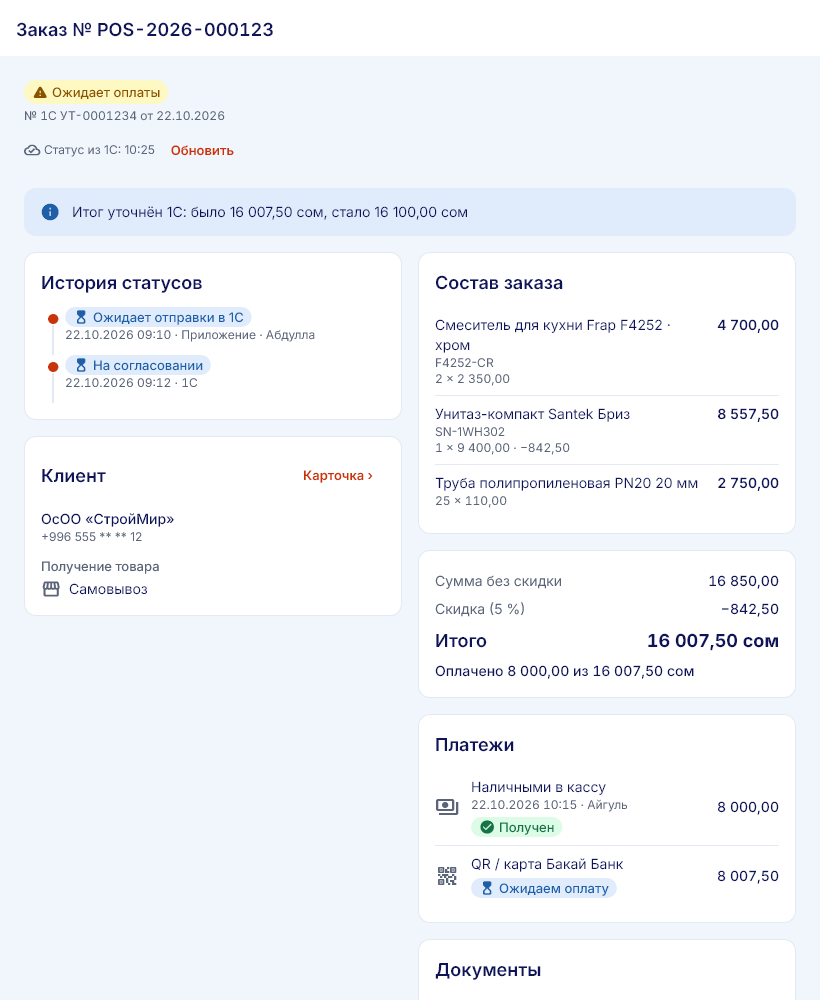 Заказ № POS-2026-000123
Ожидает оплаты
№ 1С УТ-0001234 от 22.10.2026
Статус из 1С: 10:25 Обновить
Итог уточнён 1С: было 16 007,50 сом, стало 16 100,00 сом
История статусов
Ожидает отправки в 1С
22.10.2026 09:10 · Приложение · Абдулла
На согласовании
22.10.2026 09:12 · 1С
Клиент Карточка ›
ОсОО «СтройМир»
+996 555 ** ** 12
Получение товара
Самовывоз
Состав заказа
Смеситель для кухни Frap F4252 · 4 700,00
хром
F4252-CR
2 × 2 350,00
Унитаз-компакт Santek Бриз 8 557,50
SN-1WH302
1 × 9 400,00 · −842,50
Труба полипропиленовая PN20 20 мм 2 750,00
25 × 110,00
Сумма без скидки 16 850,00
Скидка (5 %) −842,50
Итого 16 007,50 сом
Оплачено 8 000,00 из 16 007,50 сом
Платежи
Наличными в кассу
22.10.2026 10:15 · Айгуль 8 000,00
Получен
QR / карта Бакай Банк 8 007,50
Ожидаем оплату
Документы